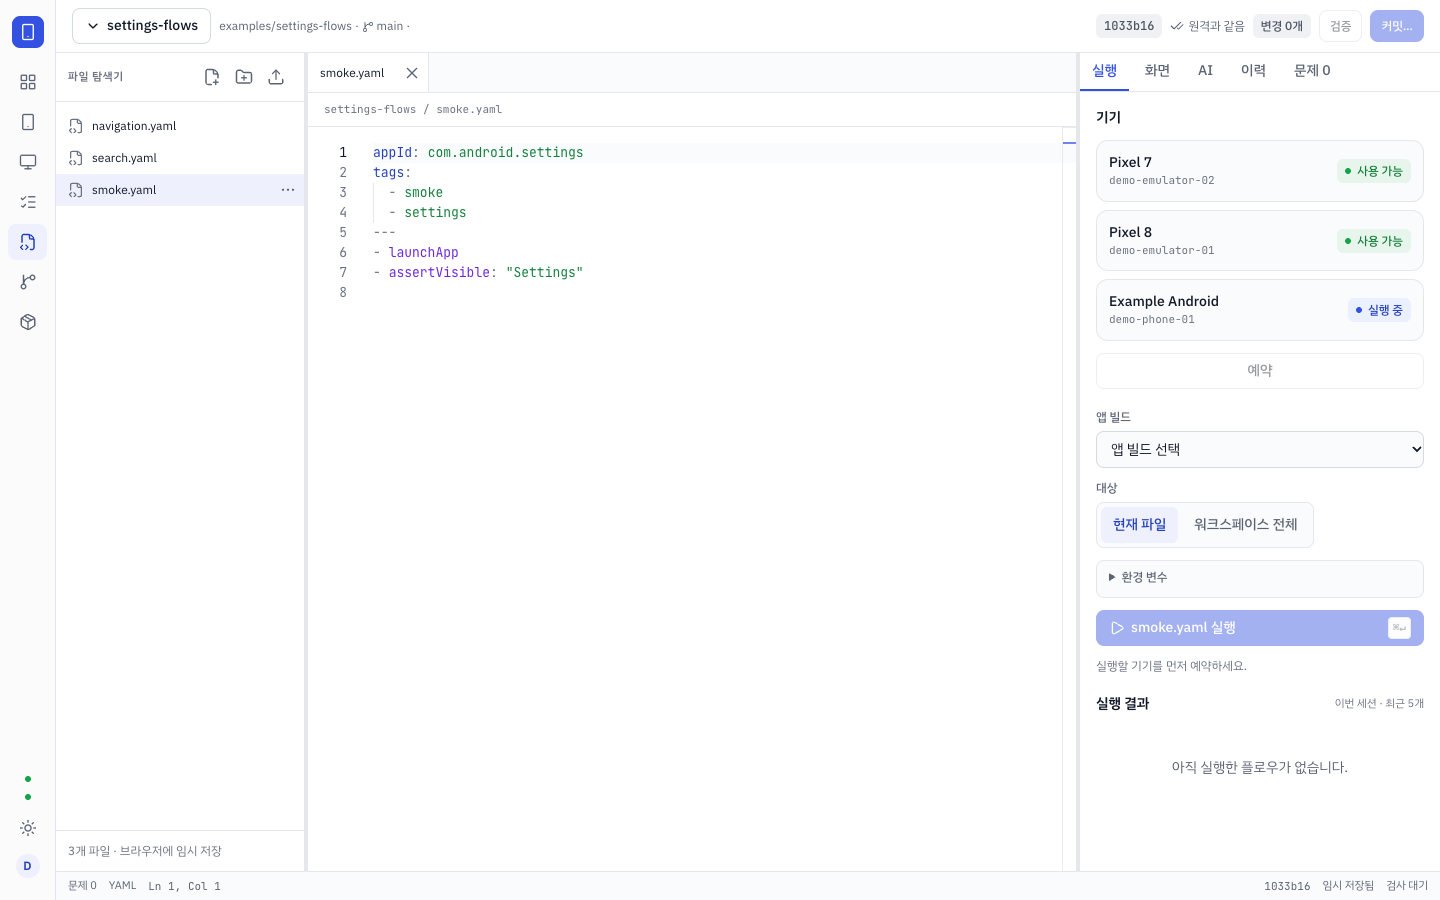 settings-flows
examples/settings-flows · main ·
1033b16
원격과 같음
변경 0개
검증
커밋...
파일 탐색기
navigation.yaml
search.yaml
smoke.yaml
3개 파일 · 브라우저에 임시 저장
D
smoke.yaml
settings-flows / smoke.yaml
1 appId: com.android.settings
2 tags:
3 - smoke
4 - settings
5 ---
6 - launchApp
7 - assertVisible: "Settings"
8
실행 화면 AI 이력 문제 0
기기
Pixel 7
demo-emulator-02
사용 가능
Pixel 8
demo-emulator-01
사용 가능
Example Android
demo-phone-01
실행 중
예약
앱 빌드
앱 빌드 선택
대상
현재 파일 워크스페이스 전체
환경 변수
smoke.yaml 실행 ⌘↵
실행할 기기를 먼저 예약하세요.
실행 결과
이번 세션 · 최근 5개
아직 실행한 플로우가 없습니다.
문제 0 YAML Ln 1, Col 1
1033b16 임시 저장됨 검사 대기